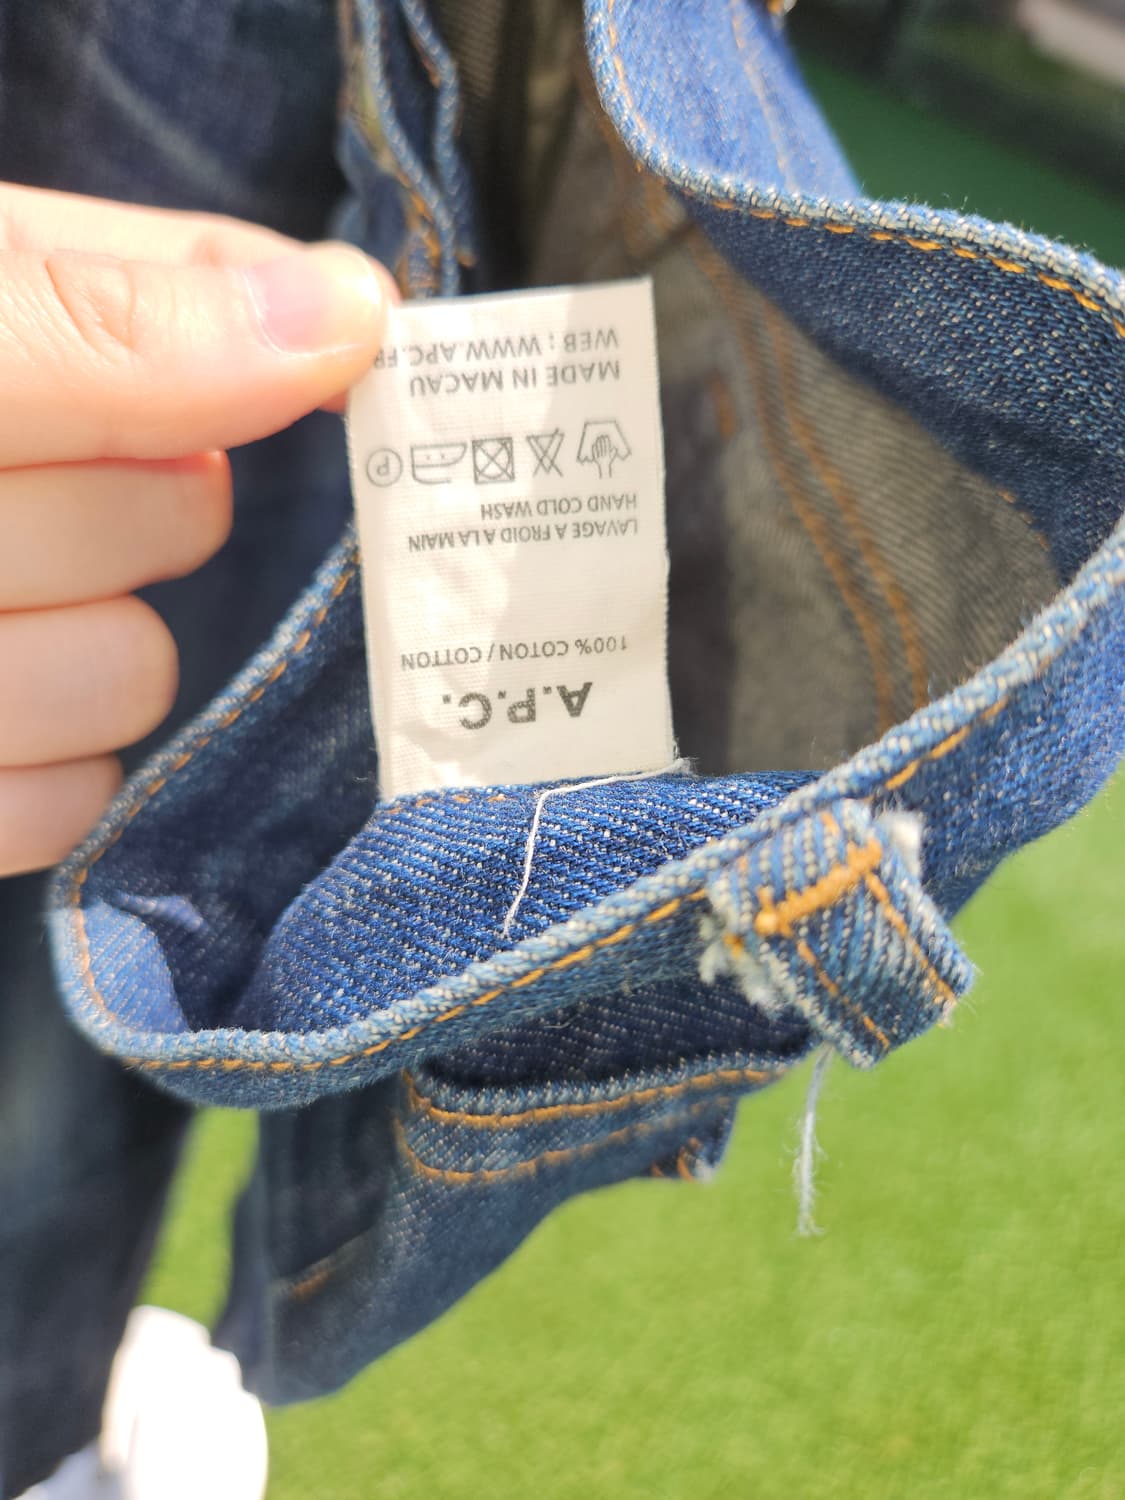 A.P.C.
100% COTON / COTTON
LAVAGE A FROID A LA MAIN
HAND COLD WASH
P
MADE IN MACAU
WEB : WWW.APC.FR